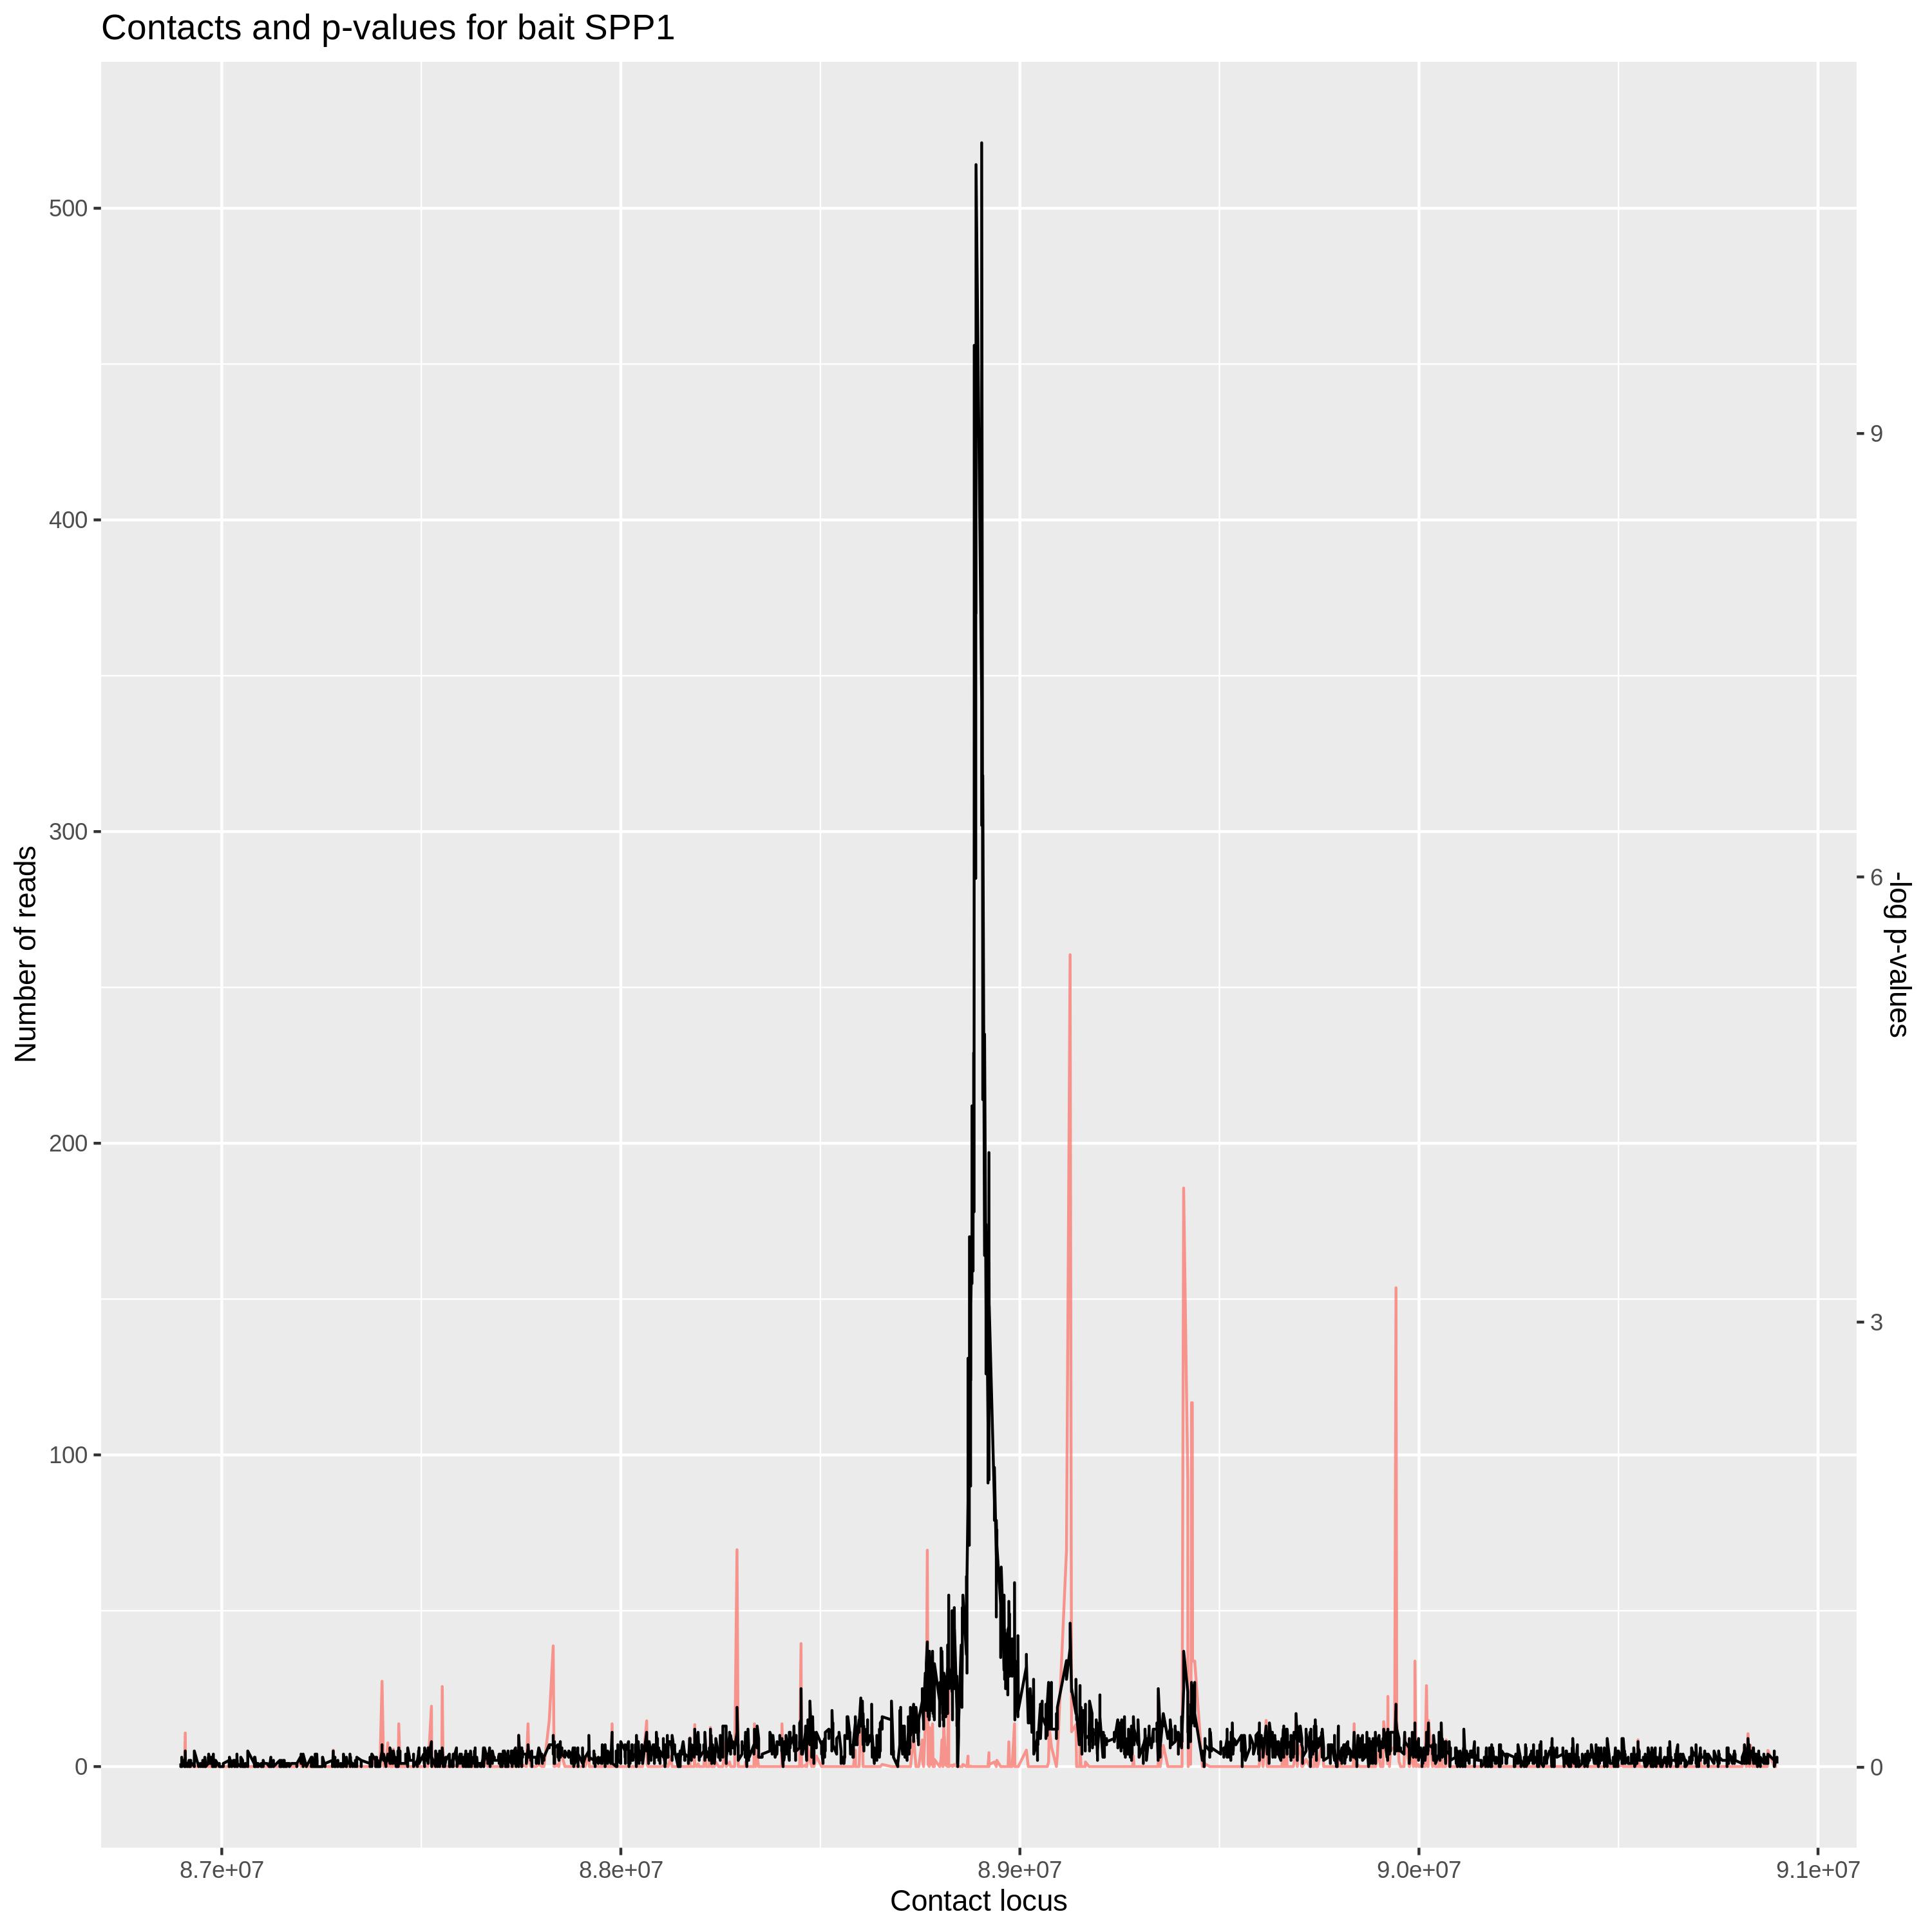 Contacts and p-values for bait SPP1
500
400
300
200
100
0
Number of reads
9
6
3
0
-log p-values
8.7e+07
8.8e+07
8.9e+07
9.0e+07
9.1e+07
Contact locus